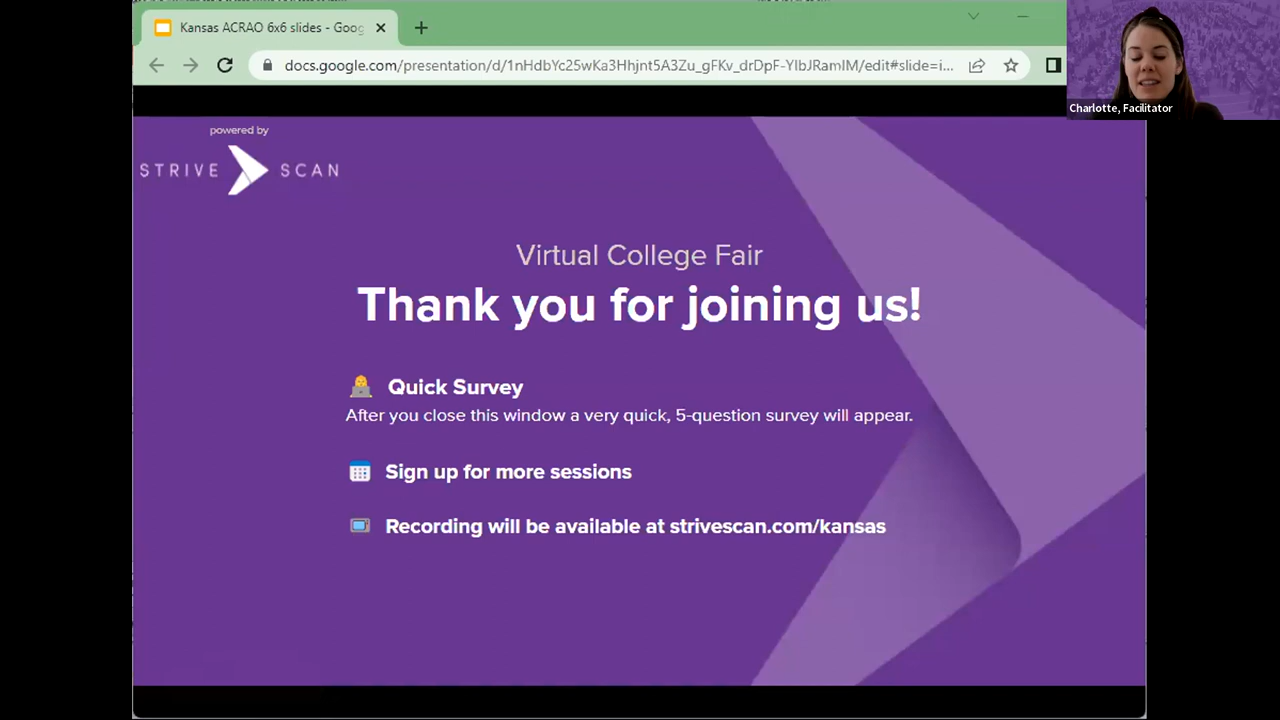 Kansas ACRAO 6x6 slides - Goog
docs.google.com/presentation/d/1nHdbYc25wKa3Hhjnt5A3Zu_gFKv_drDpF-YIbJRamIM/edit#slide=i...
Charlotte, Facilitator
powered by
STRIVE SCAN
Virtual College Fair
Thank you for joining us!
Quick Survey
After you close this window a very quick, 5-question survey will appear.
Sign up for more sessions
Recording will be available at strivescan.com/kansas